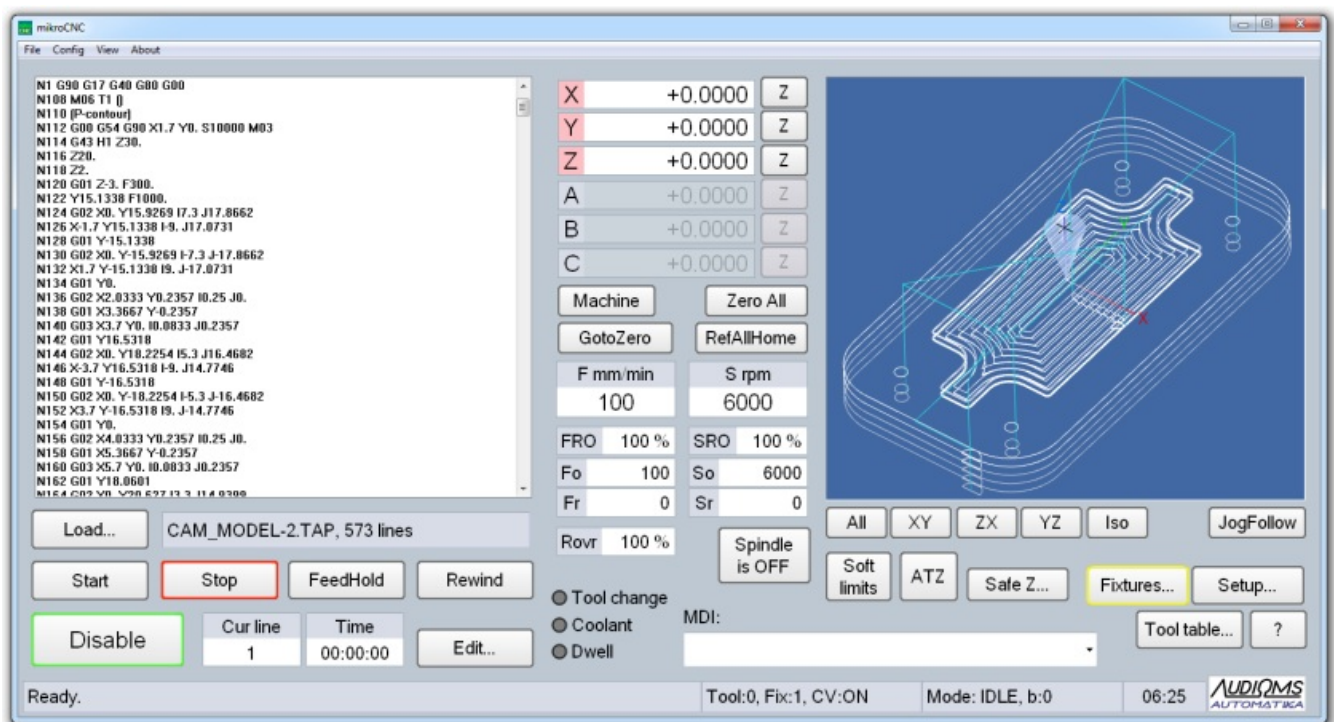 mikroCNC
File Config View About
N1 G90 G17 G40 G80 G00
N108 M06 T1 ()
N110 (P-contour)
N112 G00 G54 G90 X1.7 Y0. S10000 M03
N114 G43 H1 Z30.
N116 Z20.
N118 Z2.
N120 G01 Z-3. F300.
N122 Y15.1338 F1000.
N124 G02 X0. Y15.9269 I7.3 J17.8662
N126 X-1.7 Y15.1338 I-9. J17.0731
N128 G01 Y-15.1338
N130 G02 X0. Y-15.9269 I-7.3 J-17.8662
N132 X1.7 Y-15.1338 I9. J-17.0731
N134 G01 Y0.
N136 G02 X2.0333 Y0.2357 I0.25 J0.
N138 G01 X3.3667 Y-0.2357
N140 G03 X3.7 Y0. I0.0833 J0.2357
N142 G01 Y16.5318
N144 G02 X0. Y18.2254 I5.3 J16.4682
N146 X-3.7 Y16.5318 I-9. J14.7746
N148 G01 Y-16.5318
N150 G02 X0. Y-18.2254 I-5.3 J-16.4682
N152 X3.7 Y-16.5318 I9. J-14.7746
N154 G01 Y0.
N156 G02 X4.0333 Y0.2357 I0.25 J0.
N158 G01 X5.3667 Y-0.2357
N160 G03 X5.7 Y0. I0.0833 J0.2357
N162 G01 Y18.0601
N164 G02 X0. Y20.627 I3.3 J14.9399
Load...
CAM_MODEL-2.TAP, 573 lines
Start Stop FeedHold Rewind
Disable
Cur line Time
1 00:00:00
Edit...
X +0.0000 Z
Y +0.0000 Z
Z +0.0000 Z
A +0.0000 Z
B +0.0000 Z
C +0.0000 Z
Machine Zero All
GotoZero RefAllHome
F mm/min S rpm
100 6000
FRO 100 % SRO 100 %
Fo 100 So 6000
Fr 0 Sr 0
Rovr 100 %
Spindle
is OFF
Tool change
Coolant
Dwell
MDI:
Y
X
All XY ZX YZ Iso JogFollow
Soft
limits
ATZ Safe Z... Fixtures... Setup...
Tool table... ?
Ready.
Tool:0, Fix:1, CV:ON
Mode: IDLE, b:0
06:25
AUDIOMS
AUTOMATIKA